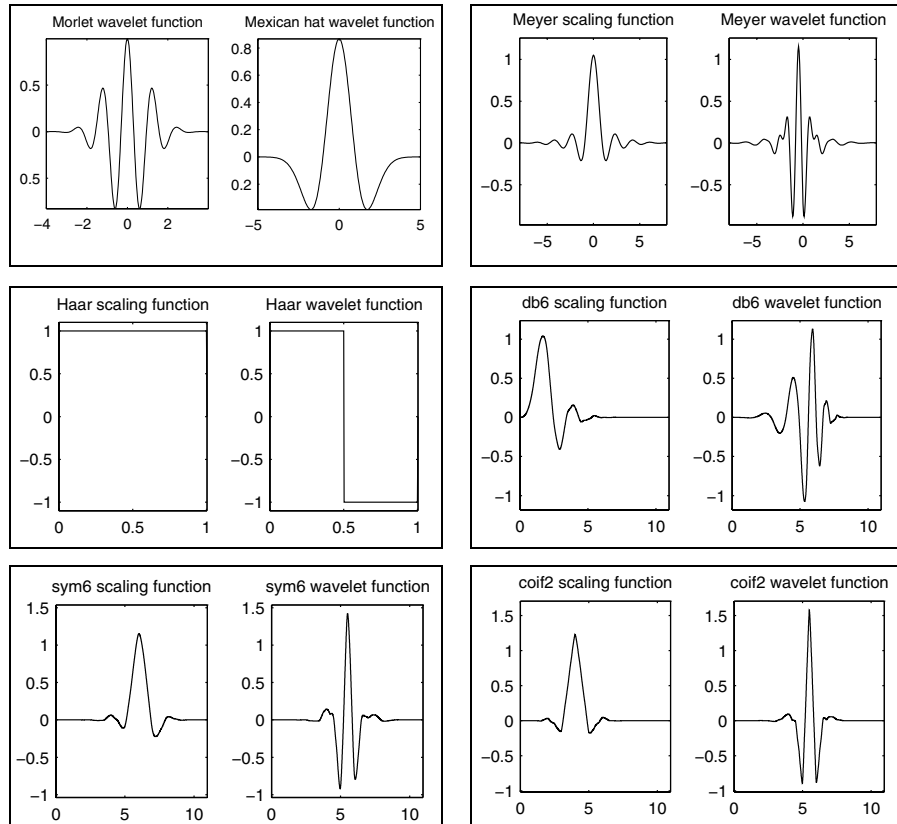 Morlet wavelet function
Mexican hat wavelet function
0.5
0
0.5
−4 −2 0 2
0.8
0.6
0.4
0.2
0
0.2
−5 0 5
Meyer scaling function
Meyer wavelet function
1
0.5
0
−0.5
−5 0 5
1
0.5
0
−0.5
−5 0 5
Haar scaling function
Haar wavelet function
1
0.5
0
−0.5
−1
0 0.5 1
1
0.5
0
−0.5
−1
0 0.5 1
db6 scaling function
db6 wavelet function
1
0.5
0
−0.5
−1
0 5 10
1
0.5
0
−0.5
−1
0 5 10
sym6 scaling function
sym6 wavelet function
1.5
1
0.5
0
−0.5
−1
0 5 10
1.5
1
0.5
0
−0.5
−1
0 5 10
coif2 scaling function
coif2 wavelet function
1.5
1
0.5
0
−0.5
−1
0 5 10
1.5
1
0.5
0
−0.5
−1
0 5 10